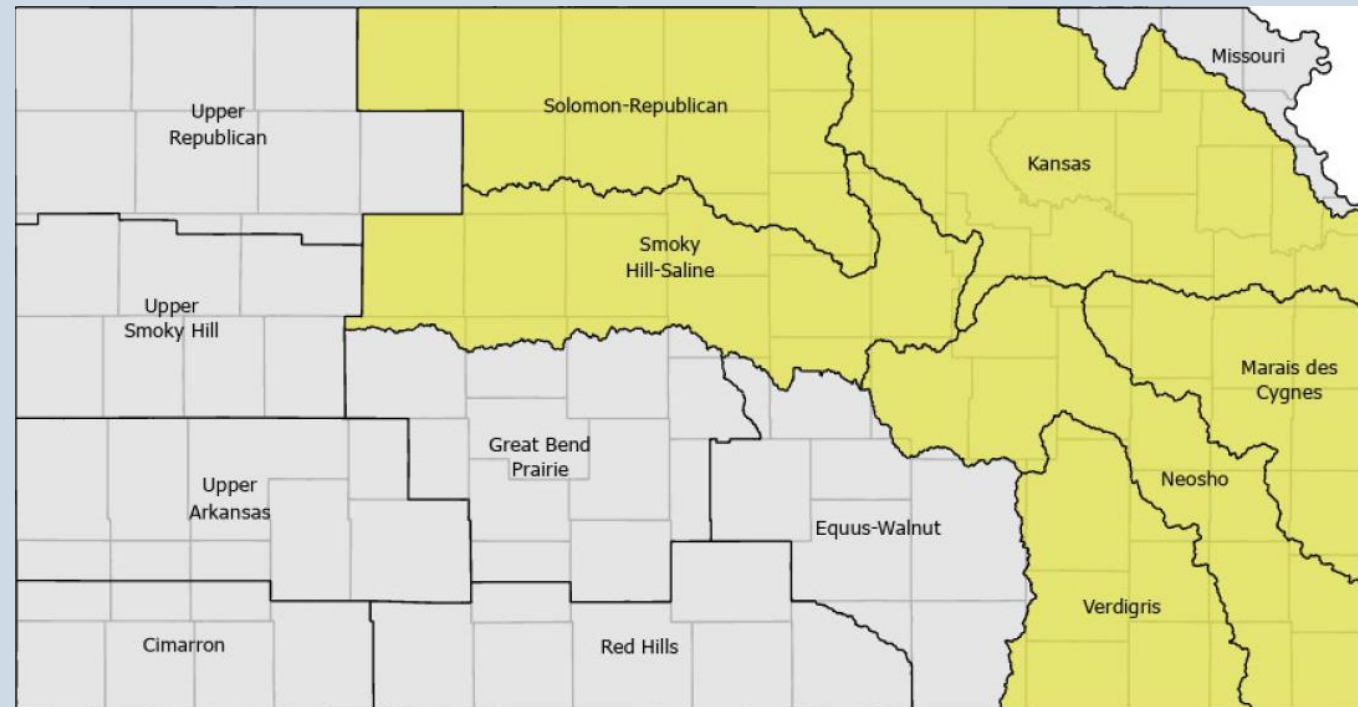 Missouri
Solomon-Republican
Upper
Republican
Kansas
Smoky
Hill-Saline
Upper
Smoky Hill
Marais des
Cygnes
Great Bend
Prairie
Neosho
Upper
Arkansas
Equus-Walnut
Verdigris
Cimarron
Red Hills